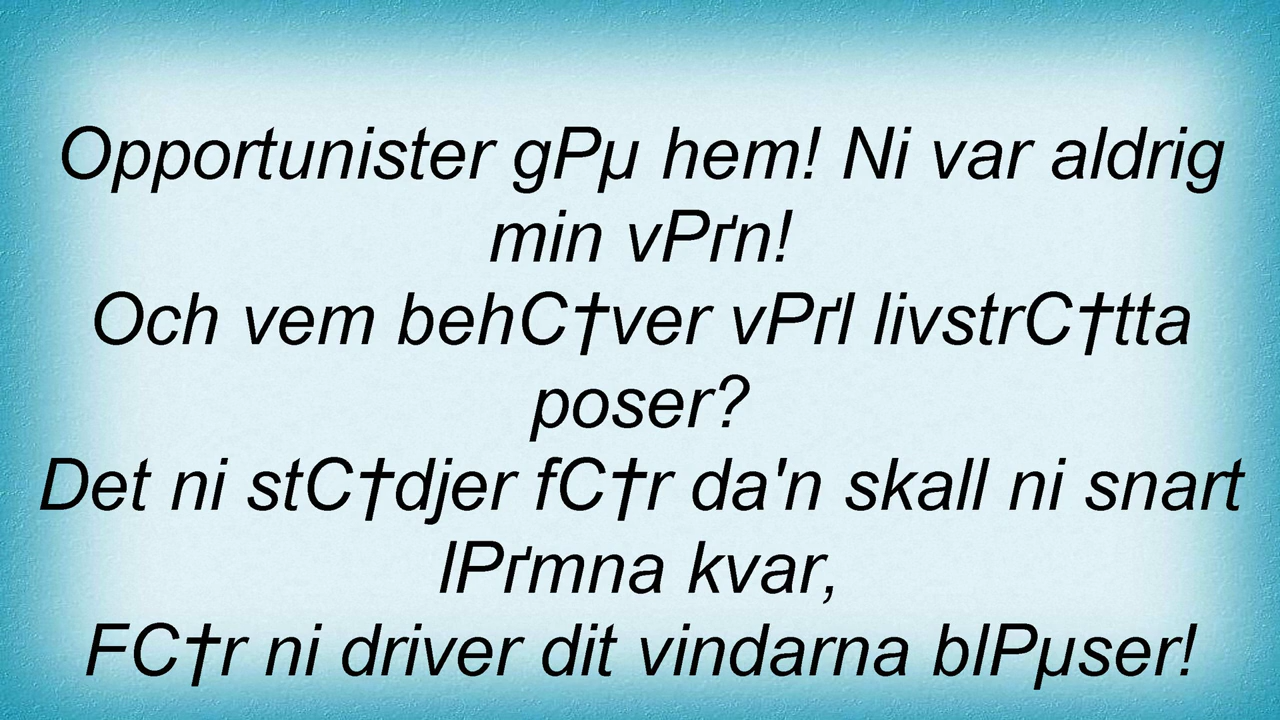 Opportunister gPµ hem! Ni var aldrig
min vPґn!
Och vem behC†ver vPґl livstrC†tta
poser?
Det ni stC†djer fC†r da'n skall ni snart
lPґmna kvar,
FC†r ni driver dit vindarna blPµser!